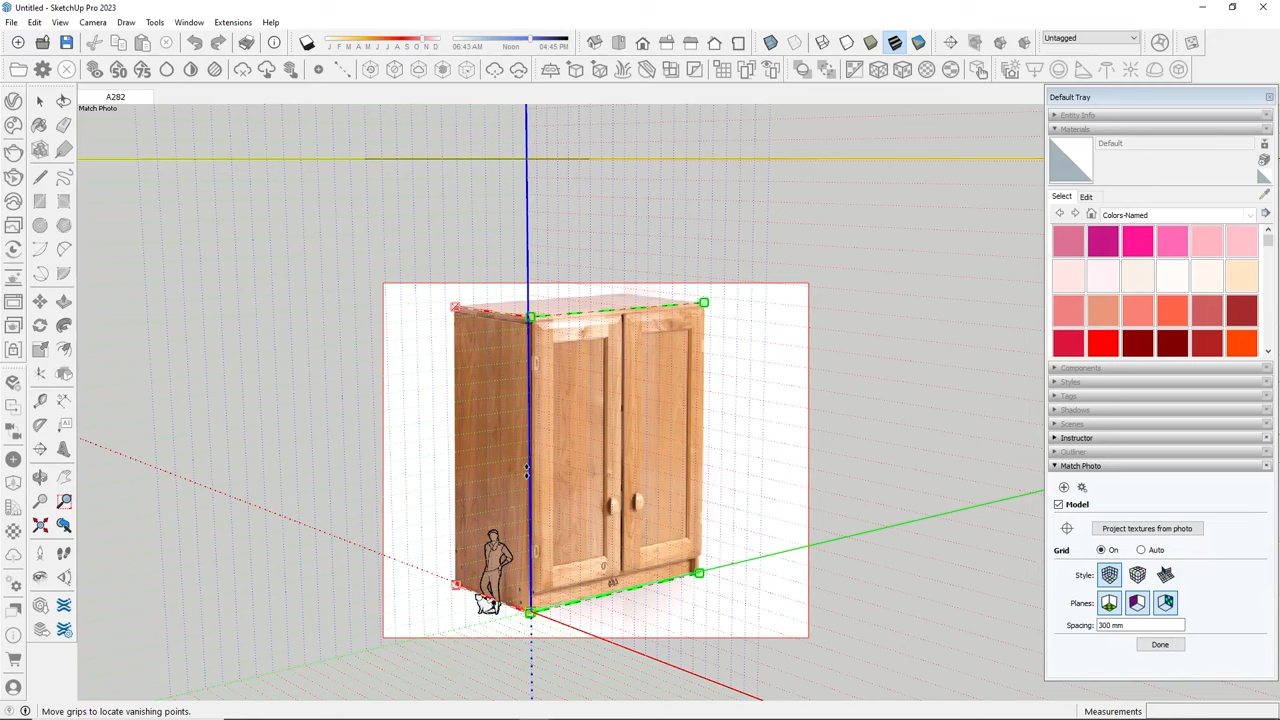 Untitled - SketchUp Pro 2023
File Edit View Camera Draw Tools Window Extensions Help
J F M A M J J A S O N D
06:43 AM Noon 04:45 PM
Untagged
50 75
A282
Match Photo
Default Tray
Entity Info
Materials
Default
Select Edit
Colors-Named
Components
Styles
Tags
Shadows
Scenes
Instructor
Outliner
Match Photo
Model
Project textures from photo
Grid On Auto
Style:
Planes:
Spacing: 300 mm
Done
Move grips to locate vanishing points.
Measurements